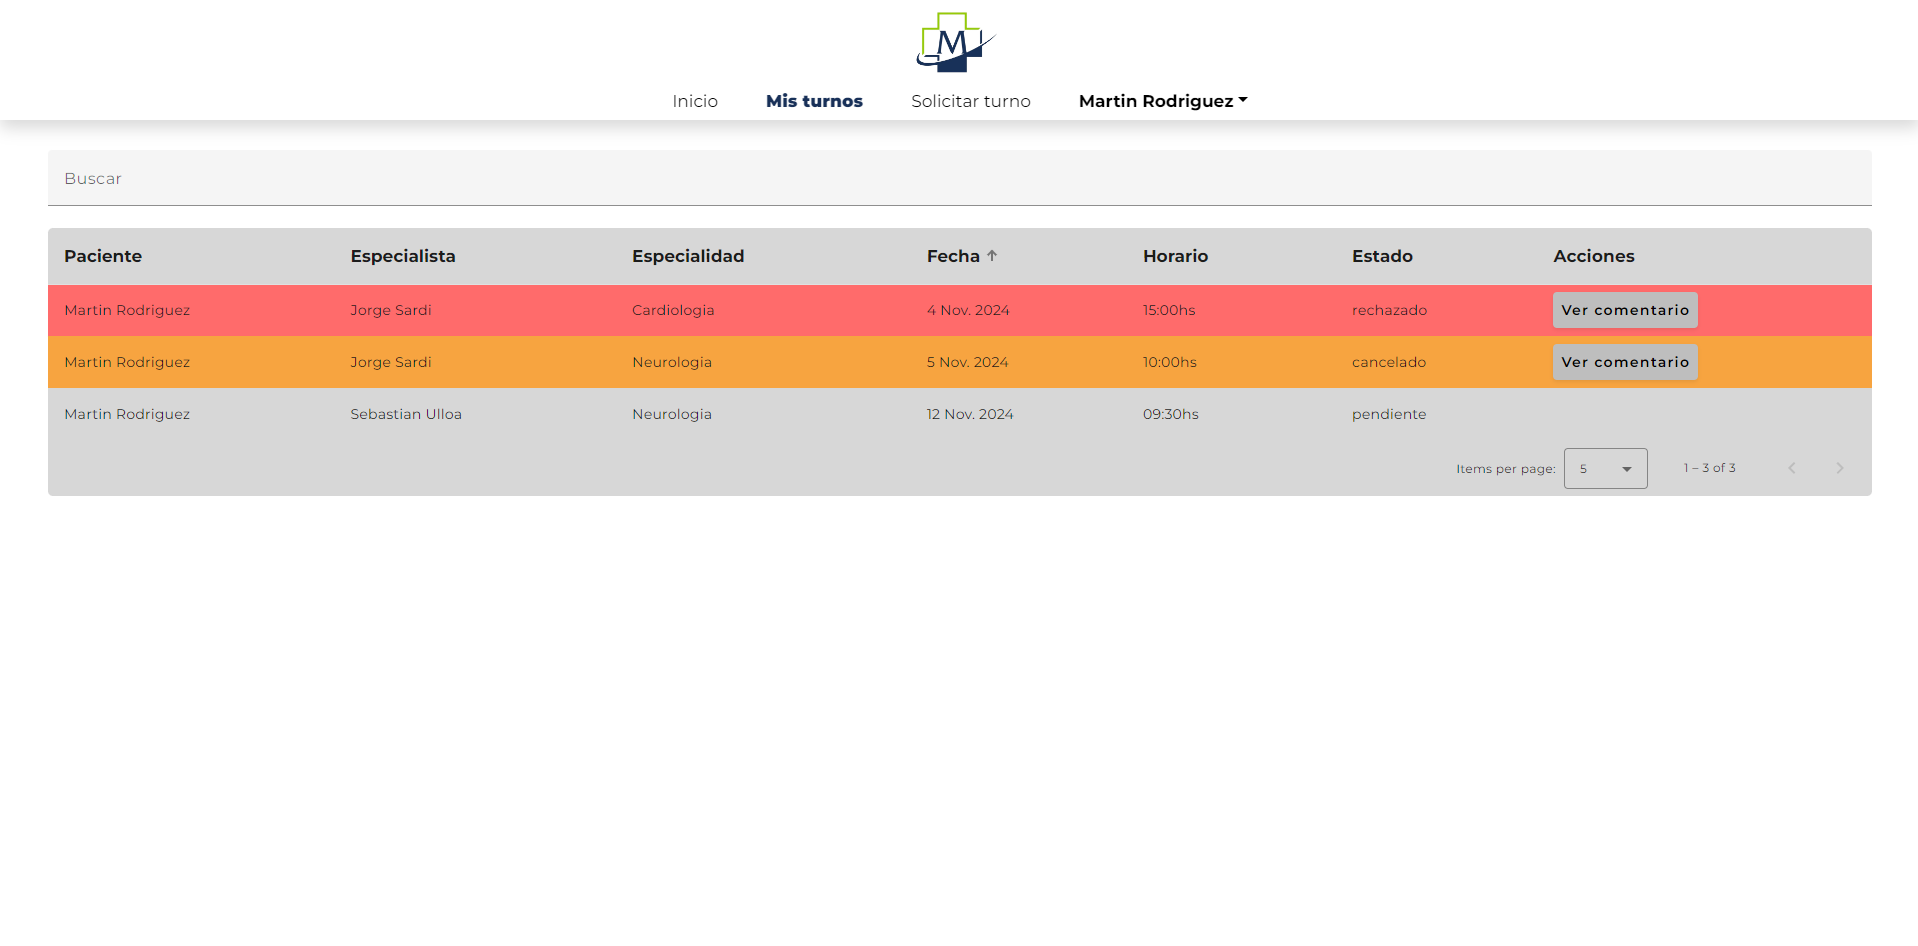 M
Inicio Mis turnos Solicitar turno Martin Rodriguez
Buscar
Paciente Especialista Especialidad Fecha Horario Estado Acciones
Martin Rodriguez Jorge Sardi Cardiologia 4 Nov. 2024 15:00hs rechazado Ver comentario
Martin Rodriguez Jorge Sardi Neurologia 5 Nov. 2024 10:00hs cancelado Ver comentario
Martin Rodriguez Sebastian Ulloa Neurologia 12 Nov. 2024 09:30hs pendiente
Items per page: 5 1 – 3 of 3